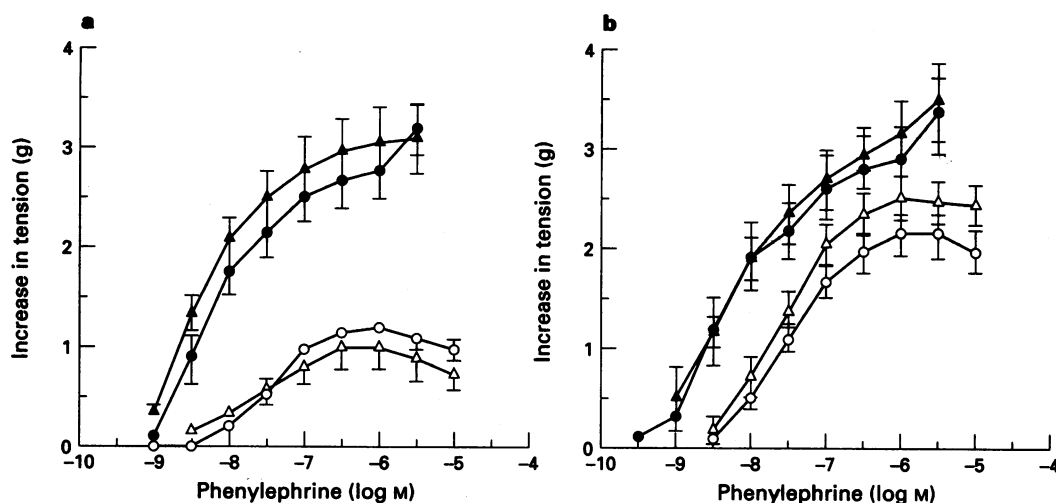 a
b
4
3
2
1
0
Increase in tension (g)
-10 -9 -8 -7 -6 -5 -4
Phenylephrine (log M)
4
3
2
1
0
Increase in tension (g)
-10 -9 -8 -7 -6 -5 -4
Phenylephrine (log M)